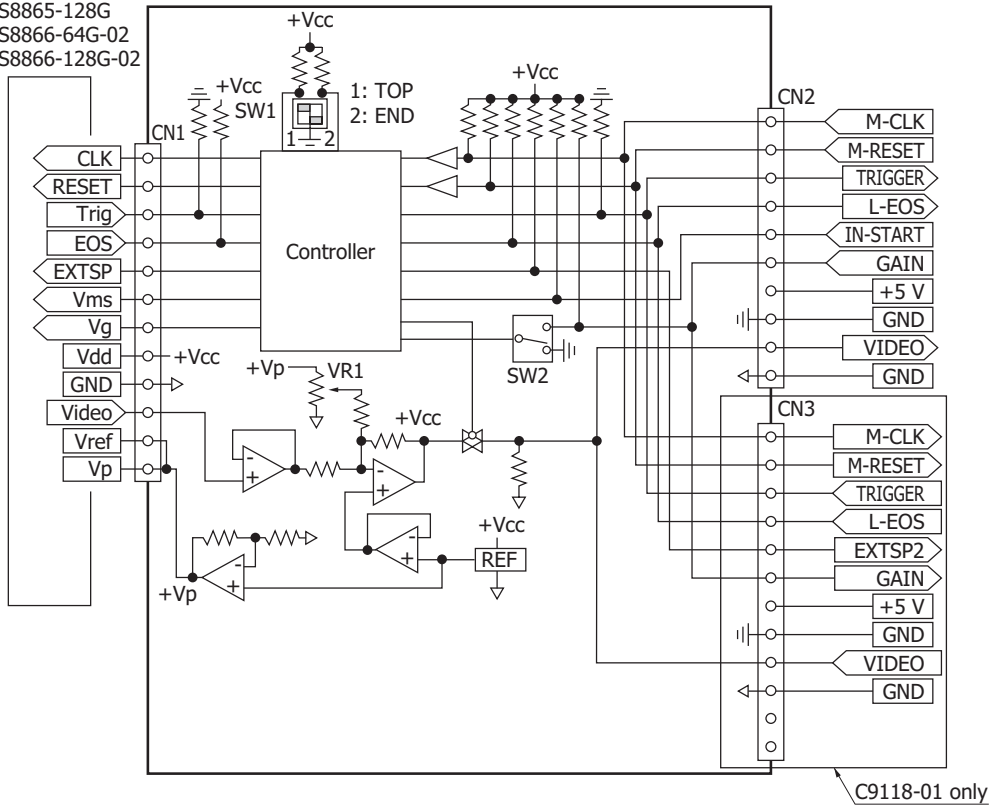 S8865-128G
S8866-64G-02
S8866-128G-02
+Vcc
+Vcc
SW1
1 2
1: TOP
2: END
+Vcc
CN1
CN2
CLK
RESET
Trig
EOS
EXTSP
Vms
Vg
Vdd
+Vcc
GND
Video
Vref
Vp
Controller
SW2
+Vp
VR1
+Vcc
-
+
-
+
-
+
-
+
+Vcc
REF
+Vp
M-CLK
M-RESET
TRIGGER
L-EOS
IN-START
GAIN
+5 V
GND
VIDEO
GND
CN3
M-CLK
M-RESET
TRIGGER
L-EOS
EXTSP2
GAIN
+5 V
GND
VIDEO
GND
C9118-01 only